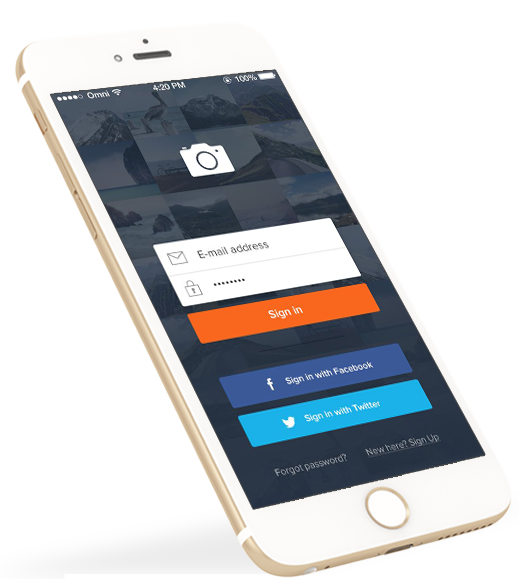 Omni 4:20 PM 100%
E-mail address
••••••••
Sign in
f Sign in with Facebook
Sign in with Twitter
Forgot password? New here? Sign Up